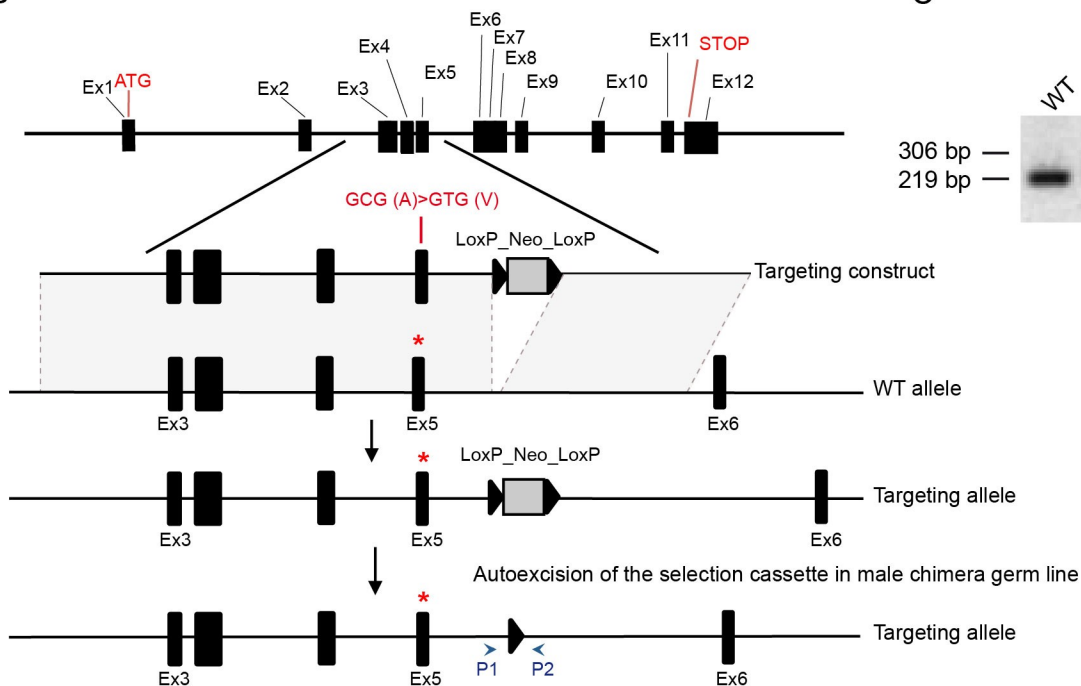 Ex6
Ex7
Ex8
Ex4
Ex5
Ex11
STOP
Ex1
ATG
Ex2
Ex3
Ex9
Ex10
Ex12
WT
306 bp
219 bp
GCG (A)>GTG (V)
LoxP_Neo_LoxP
Targeting construct
*
WT allele
Ex3
Ex5
Ex6
*
LoxP_Neo_LoxP
Targeting allele
Ex3
Ex5
Ex6
Autoexcision of the selection cassette in male chimera germ line
*
Targeting allele
P1
P2
Ex3
Ex5
Ex6